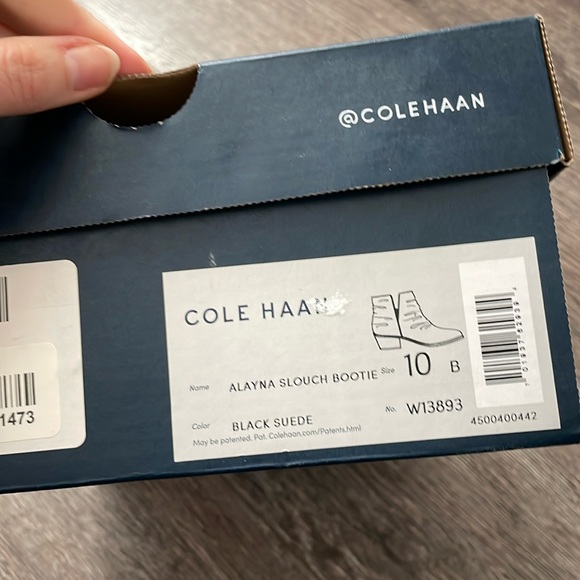 @COLEHAAN
COLE HAAN
Name ALAYNA SLOUCH BOOTIE Size 10 B
Color BLACK SUEDE No. W13893
May be patented. Pat. Colehaan.com/Patents.html
4500400442
1473